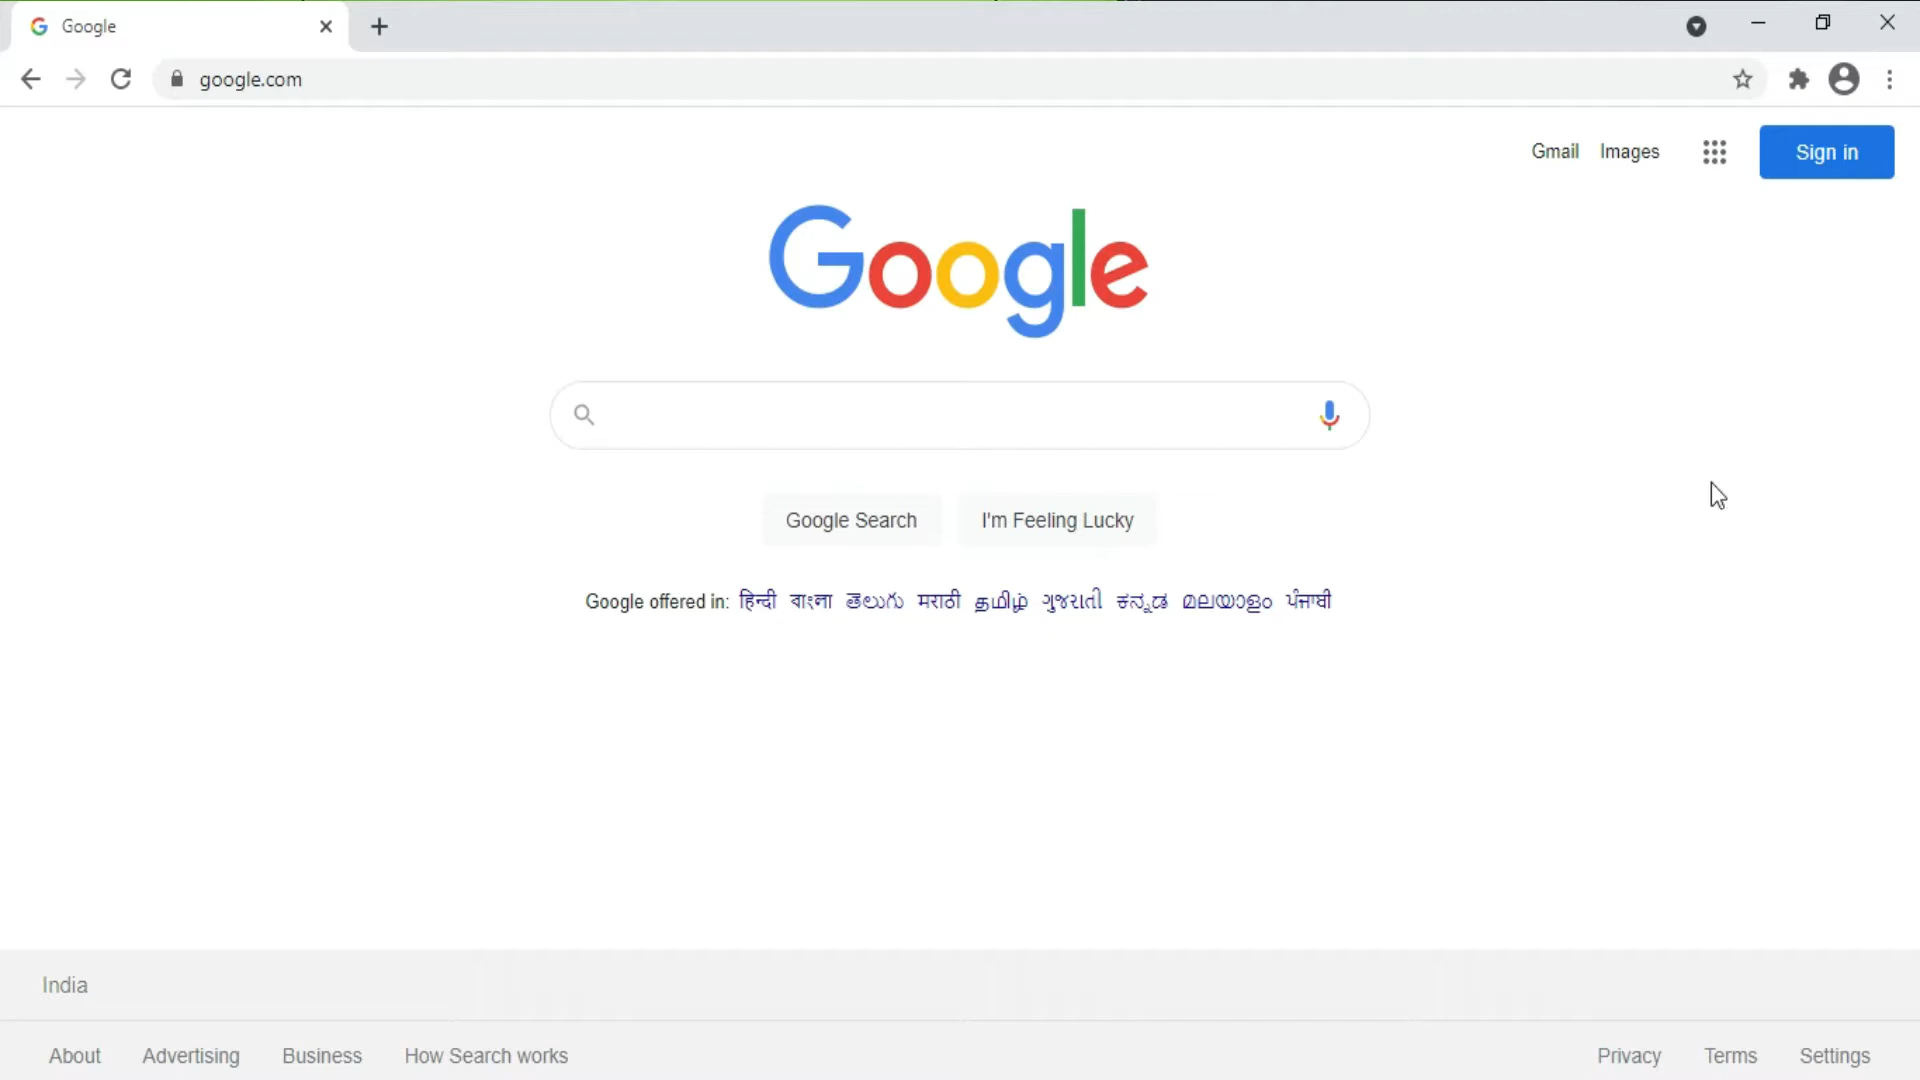 Google
google.com
Gmail Images Sign in
Google
Google Search I'm Feeling Lucky
Google offered in: हिन्दी বাংলা తెలుగు मराठी தமிழ் ગુજરાતી ಕನ್ನಡ മലയാളം ਪੰਜਾਬੀ
India
About Advertising Business How Search works Privacy Terms Settings